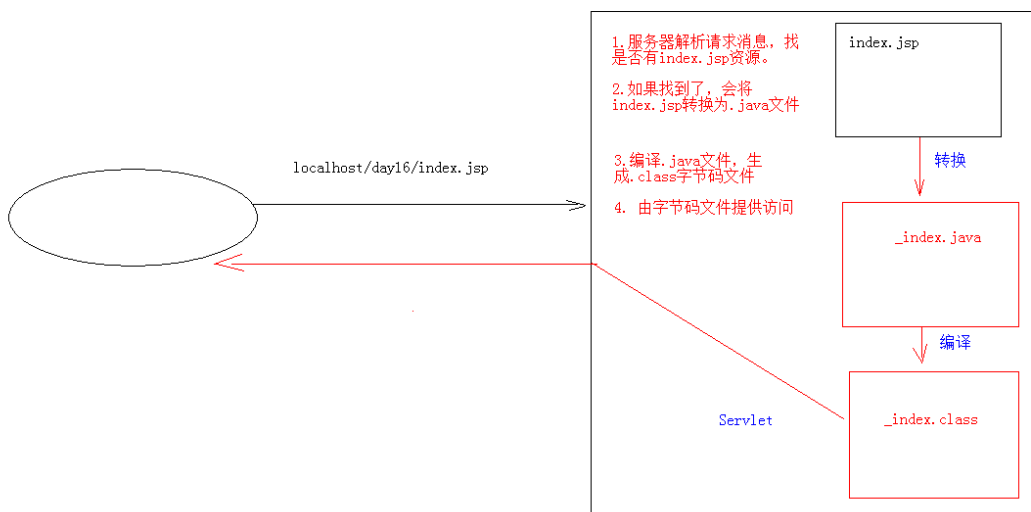 1.服务器解析请求消息，找
是否有index.jsp资源。
2.如果找到了，会将
index.jsp转换为.java文件
3.编译.java文件，生
成.class字节码文件
4. 由字节码文件提供访问
index.jsp
转换
localhost/day16/index.jsp
_index.java
编译
_index.class
Servlet